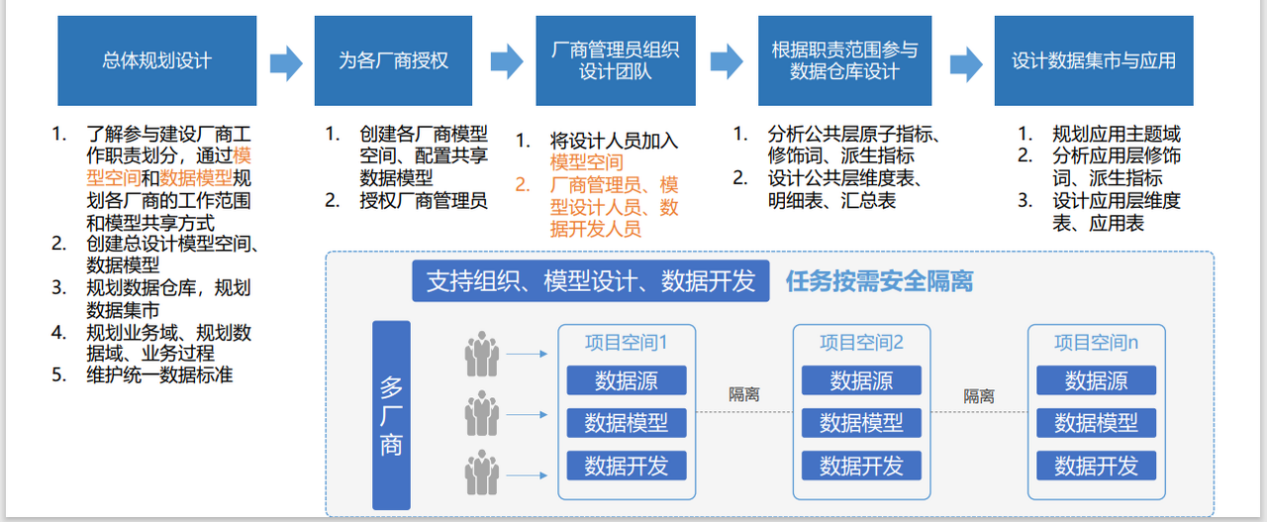 总体规划设计
为各厂商授权
厂商管理员组织
设计团队
根据职责范围参与
数据仓库设计
设计数据集市与应用
1. 了解参与建设厂商工
作职责划分，通过模
型空间和数据模型规
划各厂商的工作范围
和模型共享方式
2. 创建总设计模型空间、
数据模型
3. 规划数据仓库，规划
数据集市
4. 规划业务域、规划数
据域、业务过程
5. 维护统一数据标准
1. 创建各厂商模型
空间、配置共享
数据模型
2. 授权厂商管理员
1. 将设计人员加入
模型空间
2. 厂商管理员、模
型设计人员、数
据开发人员
1. 分析公共层原子指标、
修饰词、派生指标
2. 设计公共层维度表、
明细表、汇总表
1. 规划应用主题域
2. 分析应用层修饰
词、派生指标
3. 设计应用层维度
表、应用表
支持组织、模型设计、数据开发 任务按需安全隔离
多厂商
项目空间1
数据源
数据模型
数据开发
隔离
项目空间2
数据源
数据模型
数据开发
隔离
项目空间n
数据源
数据模型
数据开发